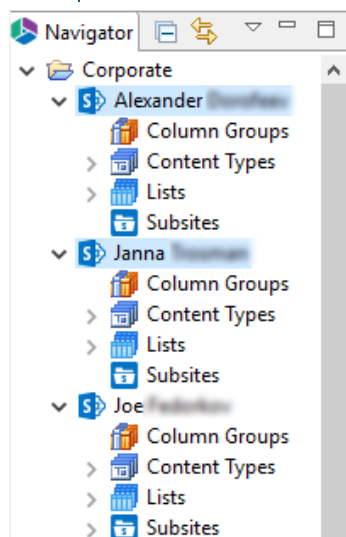 Navigator
Corporate
Alexander
Column Groups
Content Types
Lists
Subsites
Janna
Column Groups
Content Types
Lists
Subsites
Joe
Column Groups
Content Types
Lists
Subsites